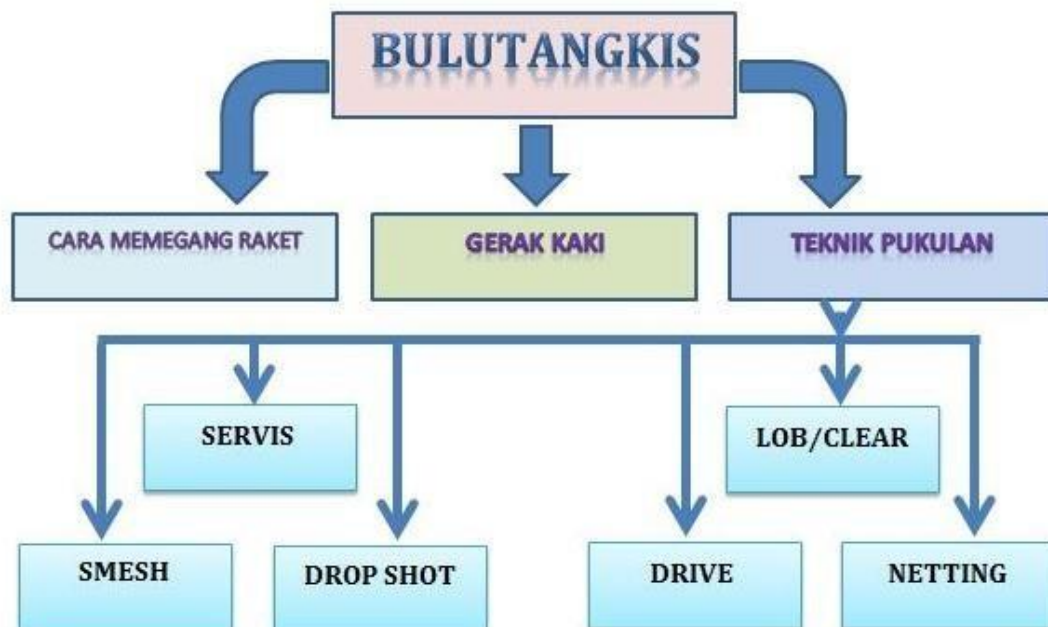 BULUTANGKIS
CARA MEMEGANG RAKET
GERAK KAKI
TEKNIK PUKULAN
SERVIS
LOB/CLEAR
SMESH
DROP SHOT
DRIVE
NETTING